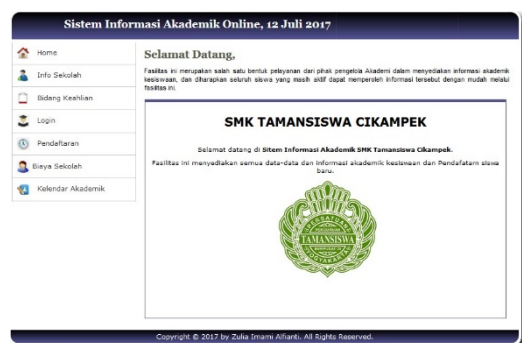 Sistem Informasi Akademik Online, 12 Juli 2017
Home
Info Sekolah
Bidang Keahlian
Login
Pendaftaran
Biaya Sekolah
Kelendar Akademik
Selamat Datang,
Fasilitas ini merupakan salah satu bentuk pelayanan dari pihak pengelola Akademi dalam menyediakan informasi akademik
kesiswaan, dan diharapkan seluruh siswa yang masih aktif dapat memperoleh informasi tersebut dengan mudah melalui
fasilitas ini.
SMK TAMANSISWA CIKAMPEK
Selamat datang di Sitem Informasi Akademik SMK Tamansiswa Cikampek.
Fasilitas ini menyediakan semua data-data dan informasi akademik kesiswaan dan Pendafatarn siswa
baru.
PERSATUAN
TAMANSISWA
YOGYAKARTA
Copyright © 2017 by Zulia Imami Alfianti. All Rights Reserved.